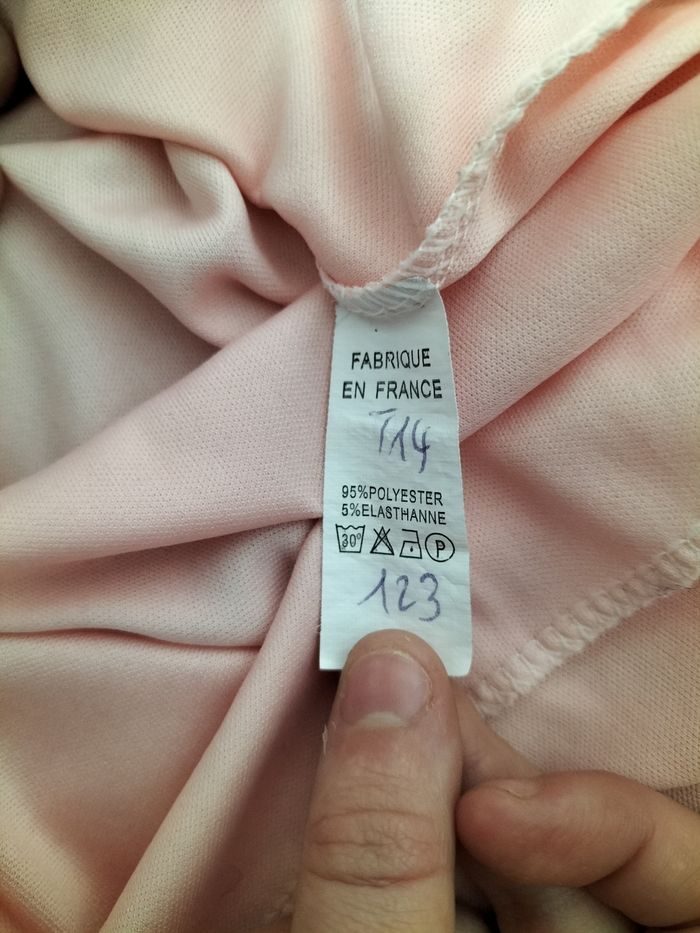 FABRIQUE
EN FRANCE
T14
95%POLYESTER
5%ELASTHANNE
30° P
123